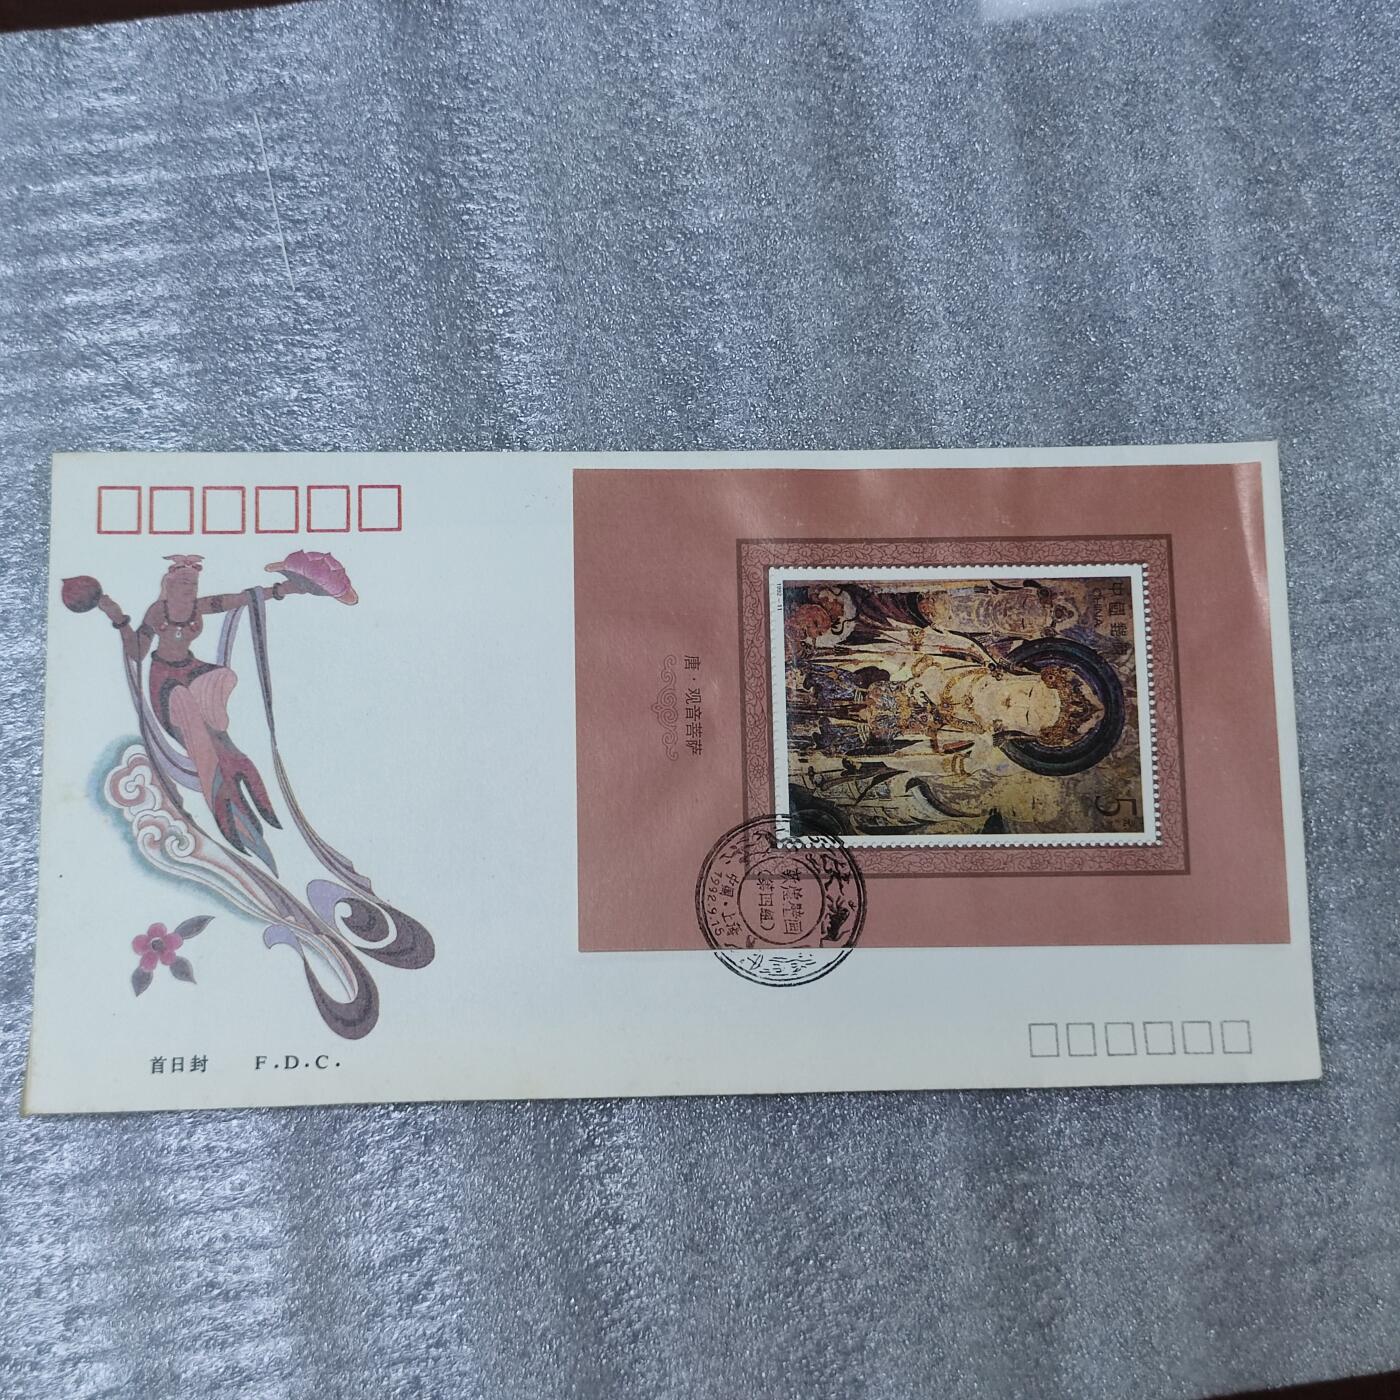 中国邮
CHINA
5元
1992-11
唐·观音菩萨
敦煌壁画
(第四组)
中国·上海
1992.9.15
首日封 F.D.C.